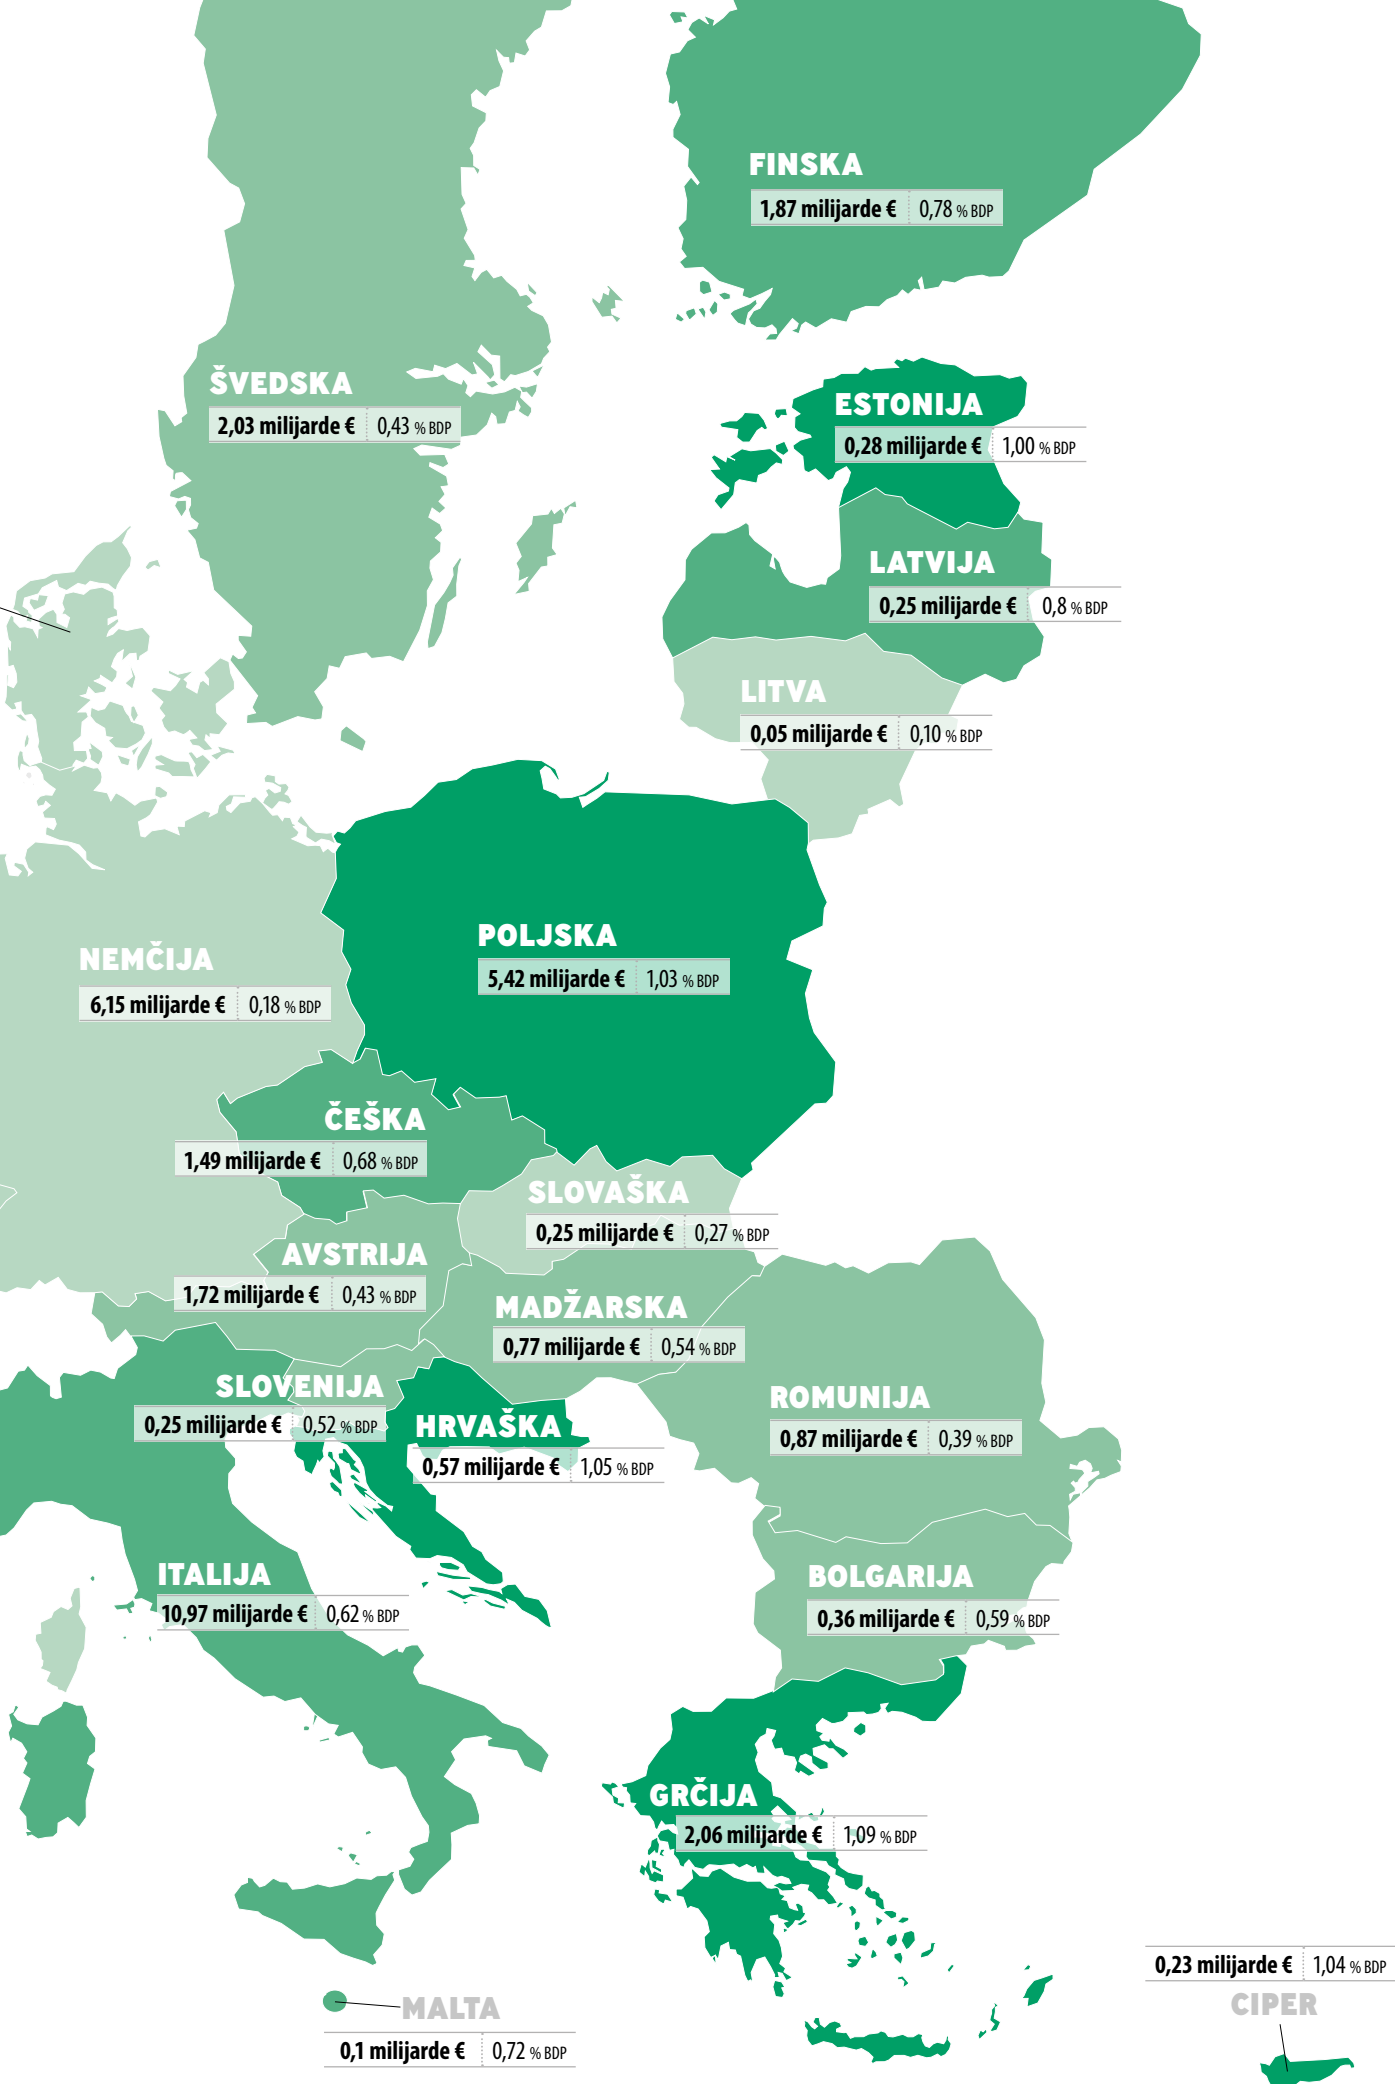 FINSKA
1,87 milijarde € 0,78 % BDP
ŠVEDSKA
2,03 milijarde € 0,43 % BDP
ESTONIJA
0,28 milijarde € 1,00 % BDP
LATVIJA
0,25 milijarde € 0,8 % BDP
LITVA
0,05 milijarde € 0,10 % BDP
POLJSKA
5,42 milijarde € 1,03 % BDP
NEMČIJA
6,15 milijarde € 0,18 % BDP
ČEŠKA
1,49 milijarde € 0,68 % BDP
SLOVAŠKA
0,25 milijarde € 0,27 % BDP
AVSTRIJA
1,72 milijarde € 0,43 % BDP
MADŽARSKA
0,77 milijarde € 0,54 % BDP
SLOVENIJA
0,25 milijarde € 0,52 % BDP
HRVAŠKA
0,57 milijarde € 1,05 % BDP
ROMUNIJA
0,87 milijarde € 0,39 % BDP
ITALIJA
10,97 milijarde € 0,62 % BDP
BOLGARIJA
0,36 milijarde € 0,59 % BDP
GRČIJA
2,06 milijarde € 1,09 % BDP
0,23 milijarde € 1,04 % BDP
CIPER
MALTA
0,1 milijarde € 0,72 % BDP